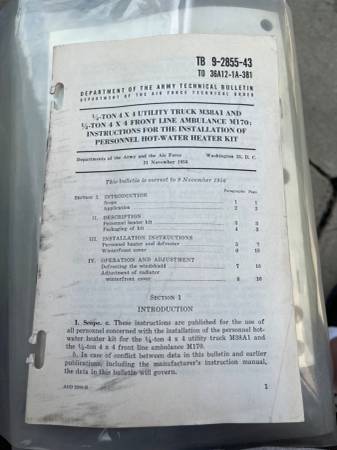 TB 9-2855-43
TO 36A12-1A-381
DEPARTMENT OF THE ARMY TECHNICAL BULLETIN
DEPARTMENT OF THE AIR FORCE TECHNICAL ORDER
¼-TON 4 X 4 UTILITY TRUCK M38A1 AND
¼-TON 4 X 4 FRONT LINE AMBULANCE M170:
INSTRUCTIONS FOR THE INSTALLATION OF
PERSONNEL HOT-WATER HEATER KIT
Departments of the Army and the Air Force Washington 25, D. C.
21 November 1956
This bulletin is correct to 9 November 1956
Paragraphs Page
Section I. INTRODUCTION
Scope 1 1
Application 2 3
II. DESCRIPTION
Personnel heater kit 3 3
Packaging of kit 4 3
III. INSTALLATION INSTRUCTIONS
Personnel heater and defroster 5 7
Winterfront cover 6 15
IV. OPERATION AND ADJUSTMENT
Defrosting the windshield 7 15
Adjustment of radiator
winterfront cover 8 16
SECTION I
INTRODUCTION
1. Scope. a. These instructions are published for the use of
all personnel concerned with the installation of the personnel hot-
water heater kit for the ¼-ton 4 x 4 utility truck M38A1 and
the ¼-ton 4 x 4 front line ambulance M170.
b. In case of conflict between data in this bulletin and earlier
publications, including the manufacturer's instruction manual,
the data in this bulletin will govern.
1